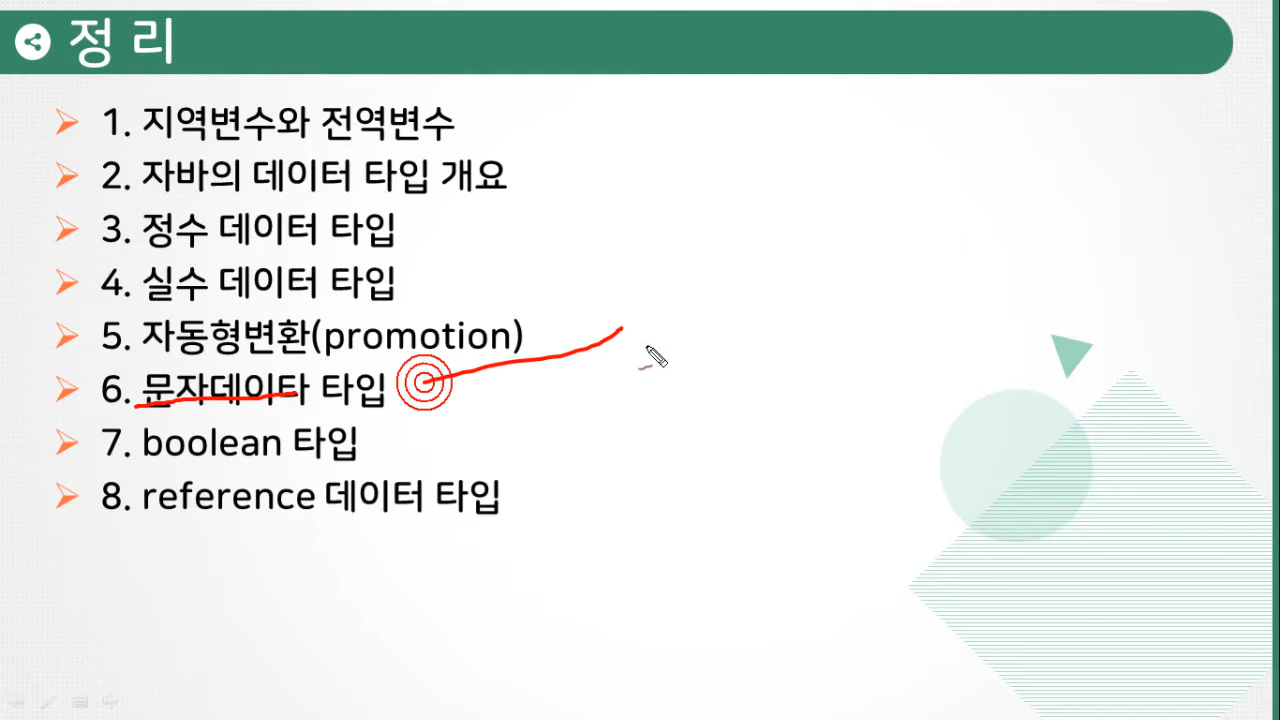 정 리
1. 지역변수와 전역변수
2. 자바의 데이터 타입 개요
3. 정수 데이터 타입
4. 실수 데이터 타입
5. 자동형변환(promotion)
6. 문자데이타 타입
7. boolean 타입
8. reference 데이터 타입